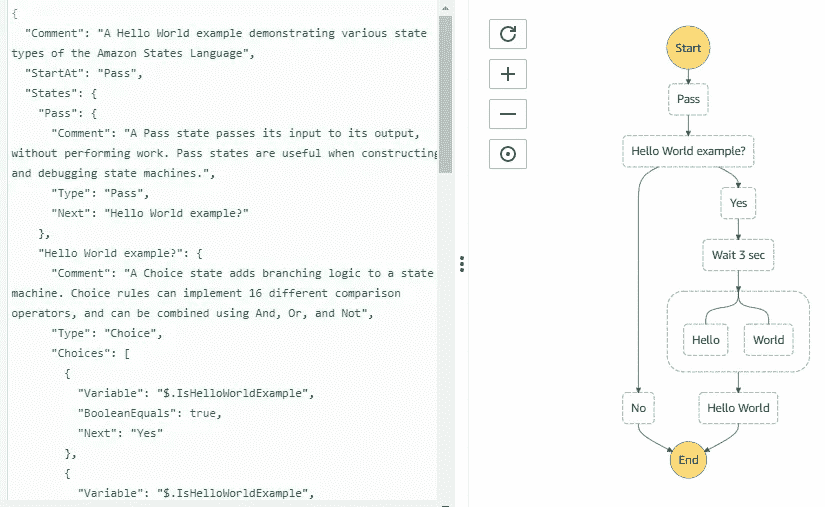 {
"Comment": "A Hello World example demonstrating various state
types of the Amazon States Language",
"StartAt": "Pass",
"States": {
"Pass": {
"Comment": "A Pass state passes its input to its output,
without performing work. Pass states are useful when constructing
and debugging state machines.",
"Type": "Pass",
"Next": "Hello World example?"
},
"Hello World example?": {
"Comment": "A Choice state adds branching logic to a state
machine. Choice rules can implement 16 different comparison
operators, and can be combined using And, Or, and Not",
"Type": "Choice",
"Choices": [
{
"Variable": "$.IsHelloWorldExample",
"BooleanEquals": true,
"Next": "Yes"
},
{
"Variable": "$.IsHelloWorldExample",
Start
Pass
Hello World example?
Yes
Wait 3 sec
Hello World
No Hello World
End